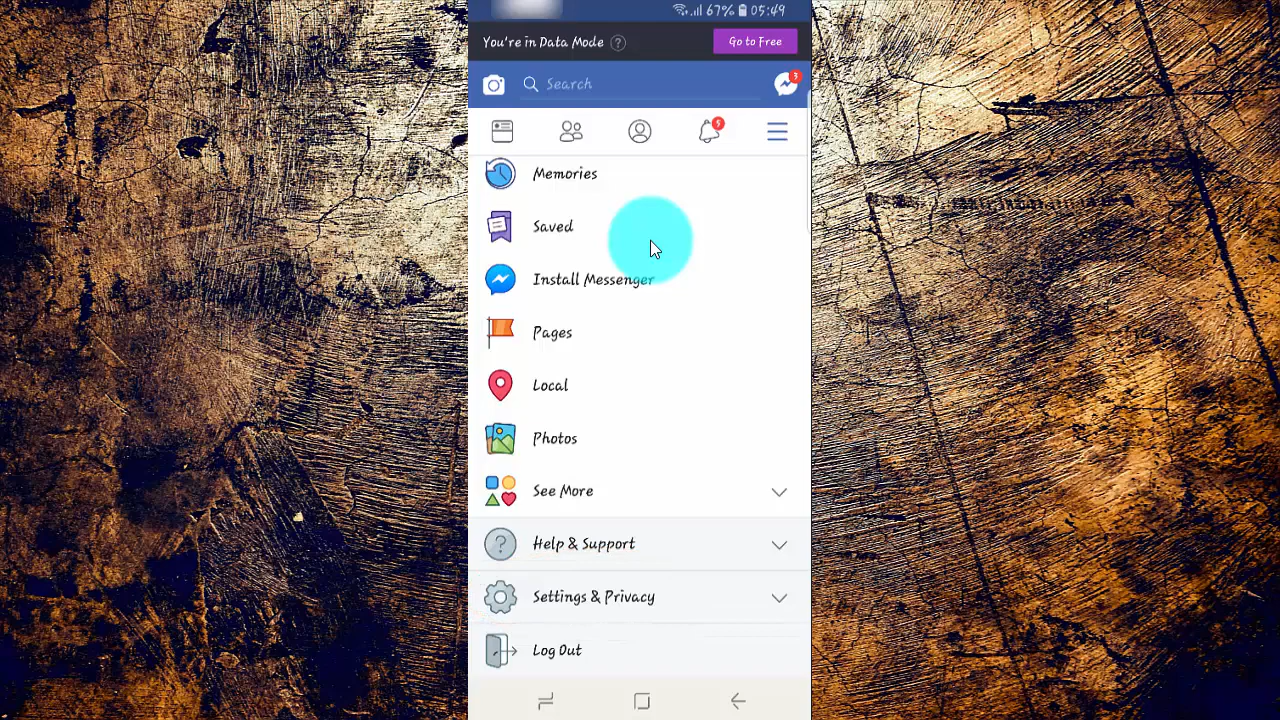 67% 05:49
You're in Data Mode ? Go to Free
Search 3
5
Memories
Saved
Install Messenger
Pages
Local
Photos
See More
? Help & Support
Settings & Privacy
Log Out